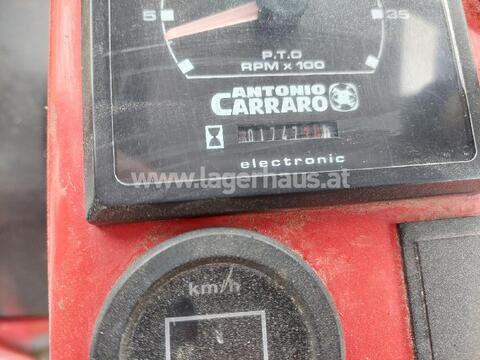 5 35
P.T.O
RPM x 100
ANTONIO
CARRARO
electronic
www.lagerhaus.at
km/h